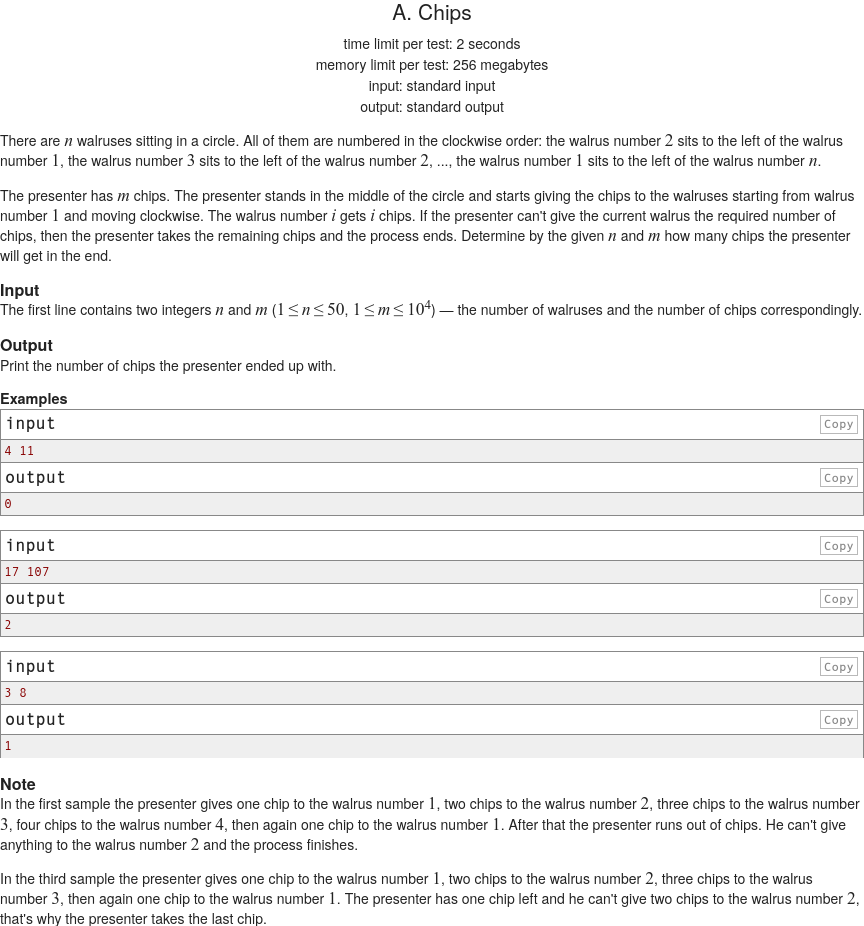 A. Chips
time limit per test: 2 seconds
memory limit per test: 256 megabytes
input: standard input
output: standard output
There are n walruses sitting in a circle. All of them are numbered in the clockwise order: the walrus number 2 sits to the left of the walrus
number 1, the walrus number 3 sits to the left of the walrus number 2, ..., the walrus number 1 sits to the left of the walrus number n.
The presenter has m chips. The presenter stands in the middle of the circle and starts giving the chips to the walruses starting from walrus
number 1 and moving clockwise. The walrus number i gets i chips. If the presenter can't give the current walrus the required number of
chips, then the presenter takes the remaining chips and the process ends. Determine by the given n and m how many chips the presenter
will get in the end.
Input
The first line contains two integers n and m (1 ≤ n ≤ 50, 1 ≤ m ≤ 10⁴) — the number of walruses and the number of chips correspondingly.
Output
Print the number of chips the presenter ended up with.
Examples
input Copy
4 11
output Copy
0
input Copy
17 107
output Copy
2
input Copy
3 8
output Copy
1
Note
In the first sample the presenter gives one chip to the walrus number 1, two chips to the walrus number 2, three chips to the walrus number
3, four chips to the walrus number 4, then again one chip to the walrus number 1. After that the presenter runs out of chips. He can't give
anything to the walrus number 2 and the process finishes.
In the third sample the presenter gives one chip to the walrus number 1, two chips to the walrus number 2, three chips to the walrus
number 3, then again one chip to the walrus number 1. The presenter has one chip left and he can't give two chips to the walrus number 2,
that's why the presenter takes the last chip.